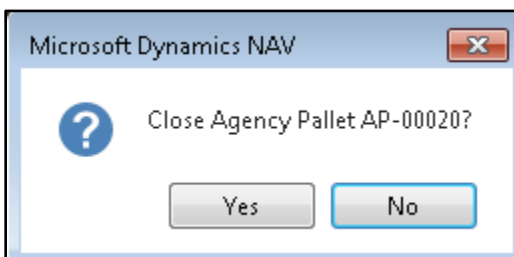 Microsoft Dynamics NAV
Close Agency Pallet AP-00020?
Yes
No